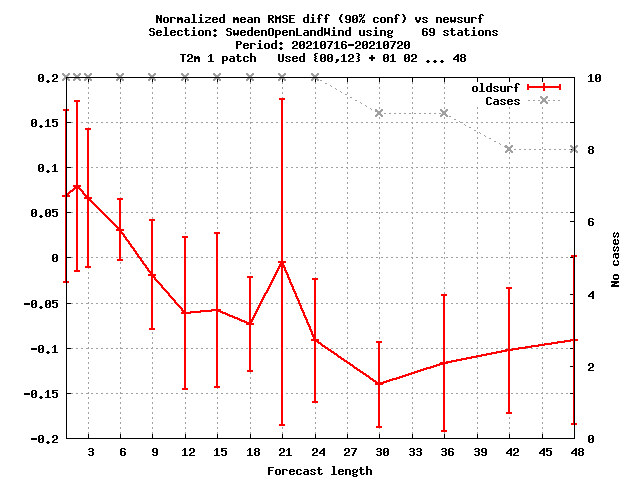 Normalized mean RMSE diff (90% conf) vs newsurf
Selection: SwedenOpenLandWind using    69 stations
Period: 20210716-20210720
T2m 1 patch   Used {00,12} + 01 02 ... 48
oldsurf
Cases
0.2
0.15
0.1
0.05
0
-0.05
-0.1
-0.15
-0.2
10
8
6
4
2
0
No cases
3 6 9 12 15 18 21 24 27 30 33 36 39 42 45 48
Forecast length